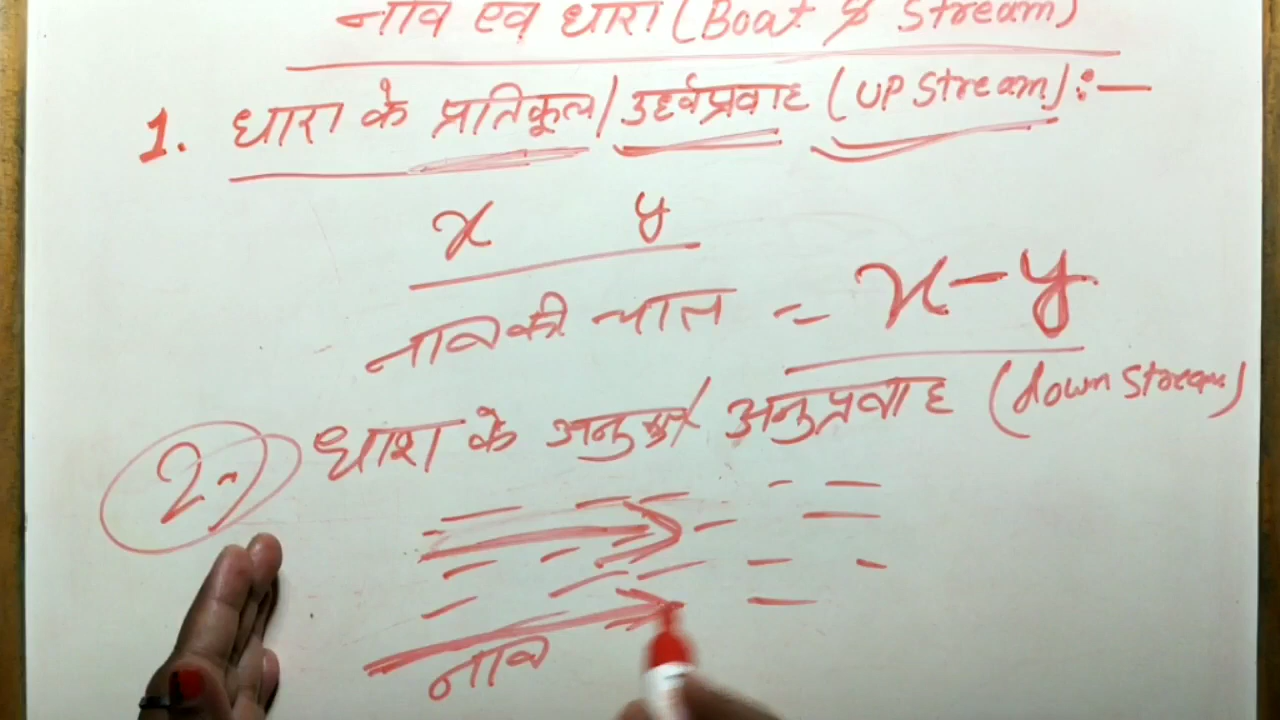 नाव एवं धारा (Boat & Stream)
1. धारा के प्रतिकूल/उर्ध्वप्रवाह (UP Stream):—
x y
नाव की चाल = x-y
2→ धारा के अनुकूल/ अनुप्रवाह (down Stream)
नाव